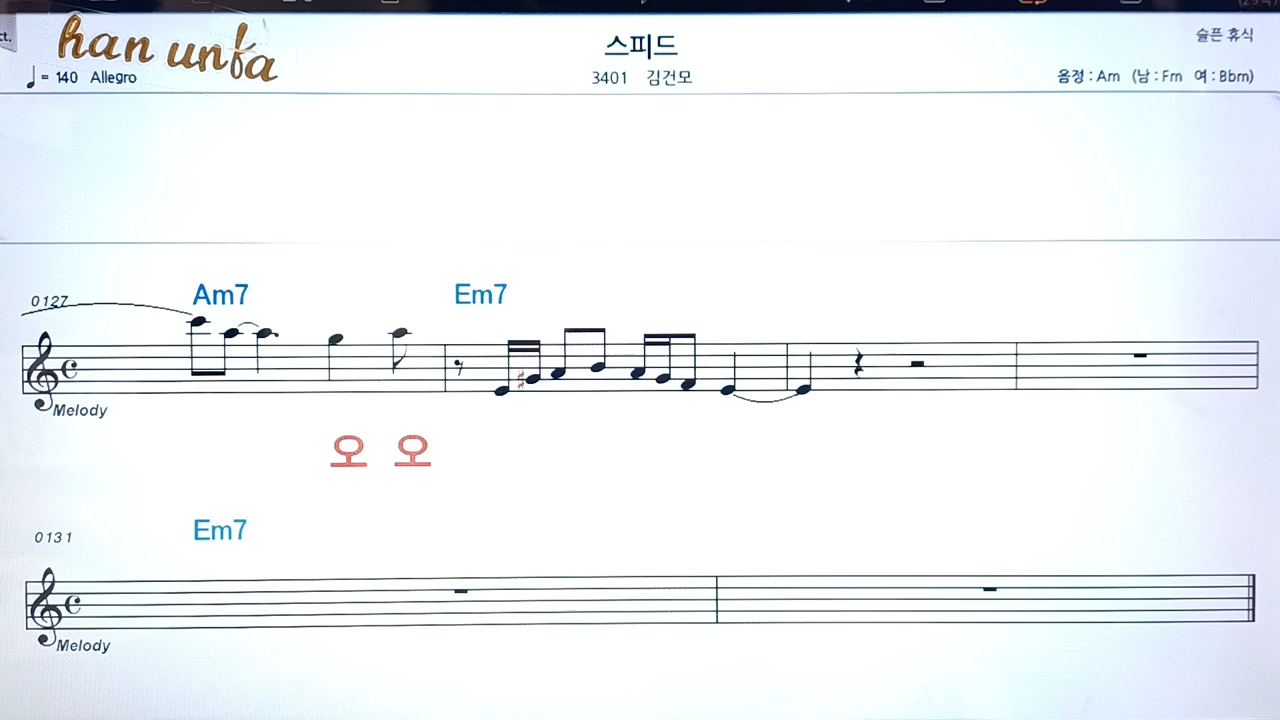 ct.
han unfa
스피드
슬픈 휴식
♩ = 140 Allegro
3401 김건모
음정 : Am (남 : Fm 여 : Bbm)
0127
Am7
Em7
Melody
오 오
0131
Em7
Melody